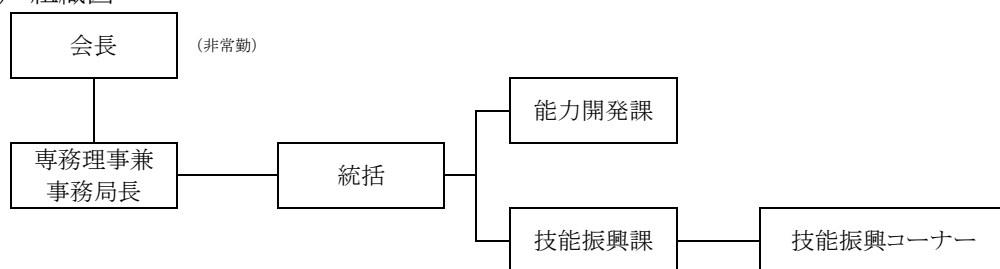 会長
(非常勤)
能力開発課
専務理事兼
事務局長
統括
技能振興課
技能振興コーナー